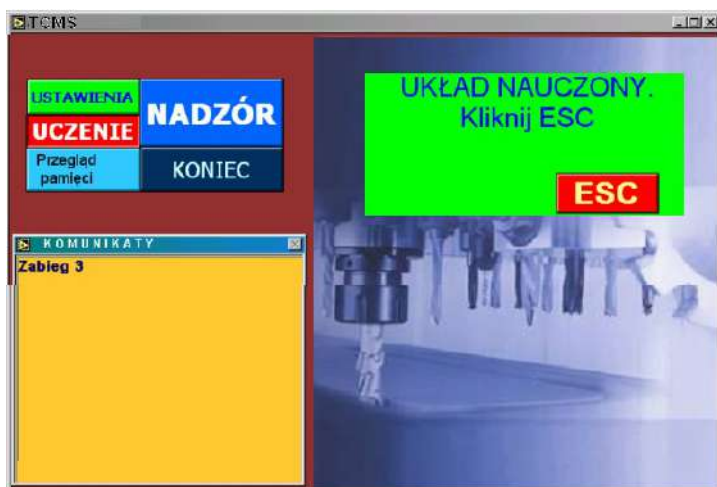 TCMS
USTAWIENIA
UCZENIE
NADZÓR
Przegląd
pamięci
KONIEC
UKŁAD NAUCZONY.
Kliknij ESC
ESC
KOMUNIKATY
Zabieg 3